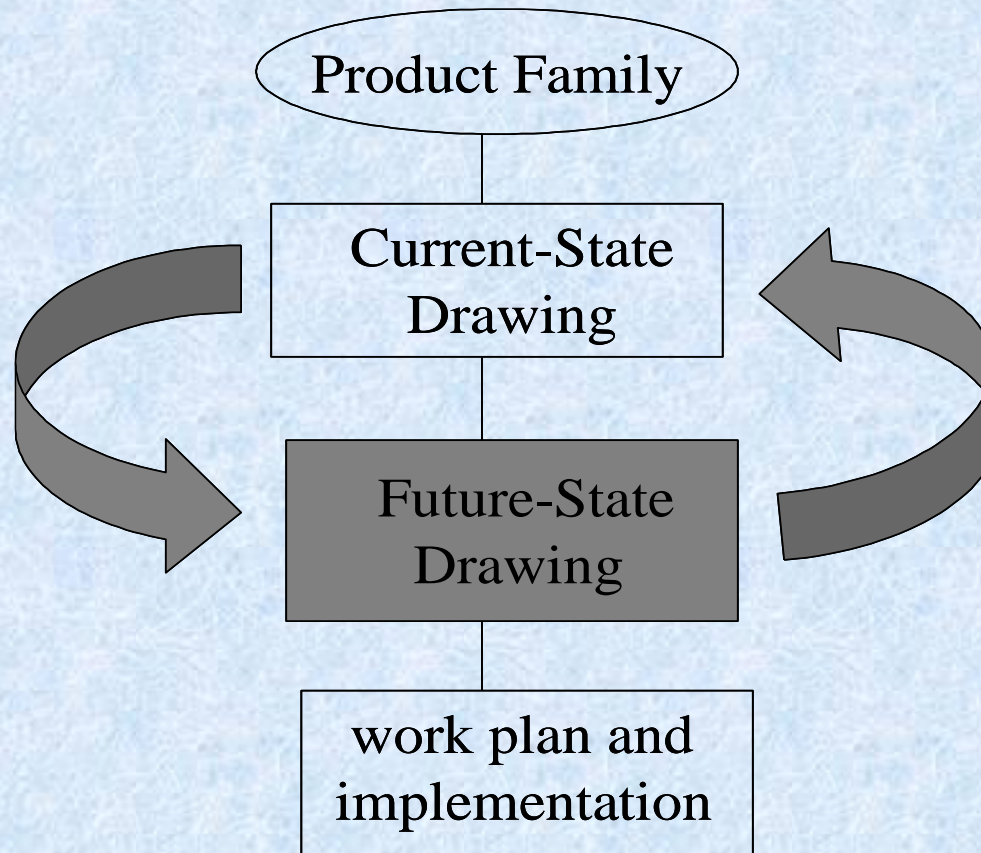 Product Family
Current-State
Drawing
Future-State
Drawing
work plan and
implementation